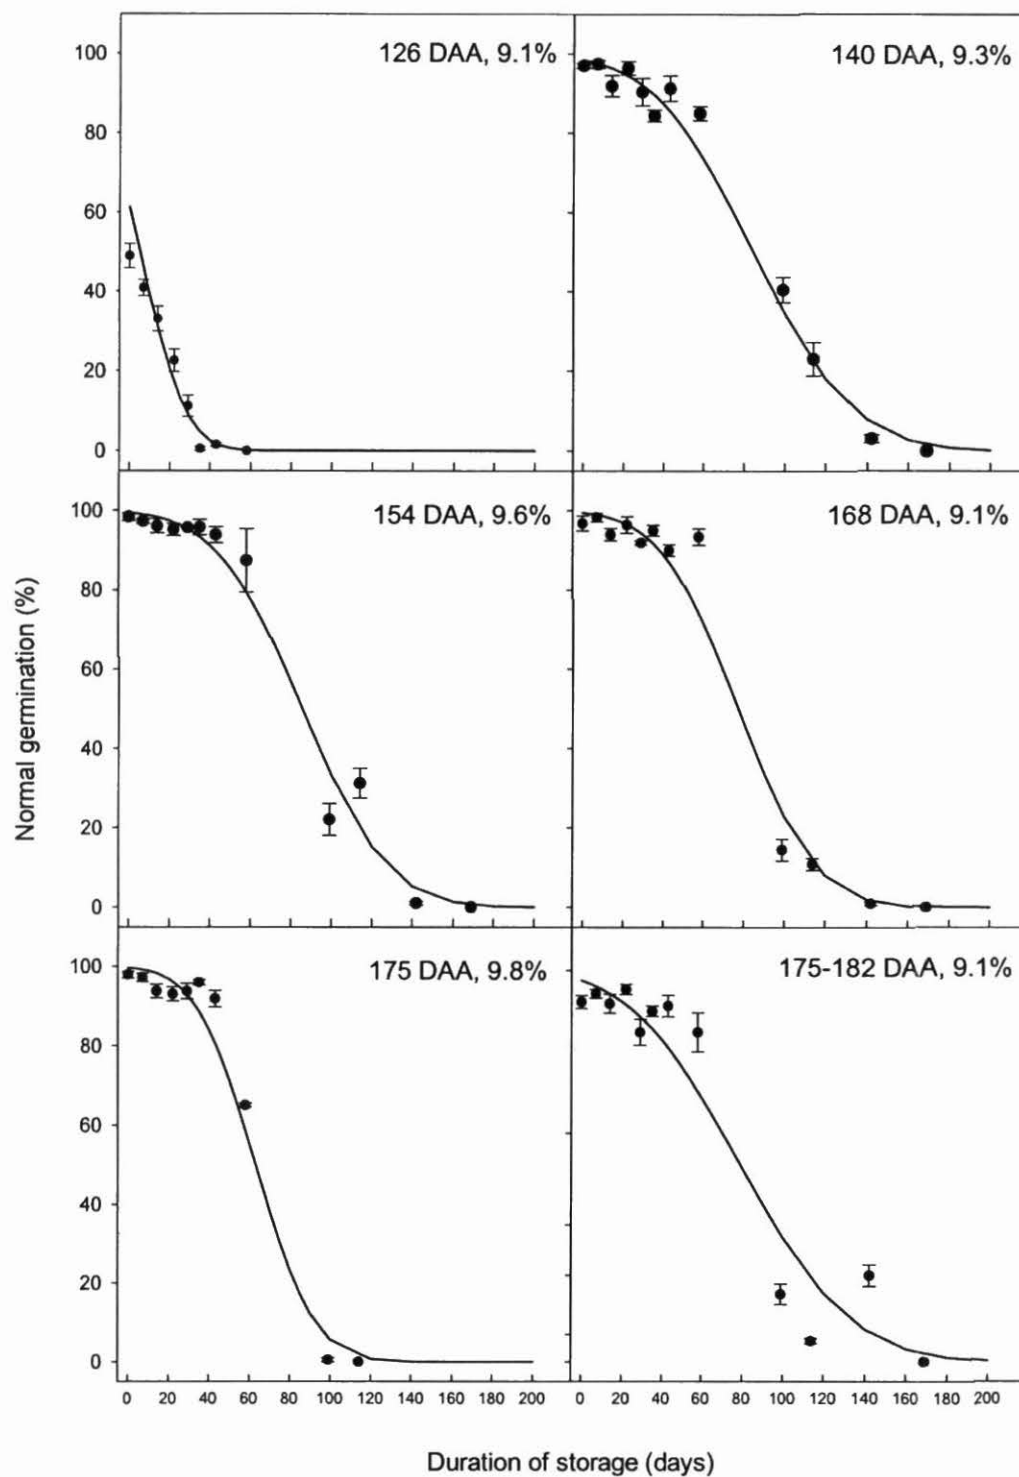 126 DAA, 9.1%
140 DAA, 9.3%
100
80
60
40
20
0
154 DAA, 9.6%
168 DAA, 9.1%
100
80
60
40
20
0
Normal germination (%)
175 DAA, 9.8%
175-182 DAA, 9.1%
100
80
60
40
20
0
0 20 40 60 80 100 120 140 160 180 200
0 20 40 60 80 100 120 140 160 180 200
Duration of storage (days)